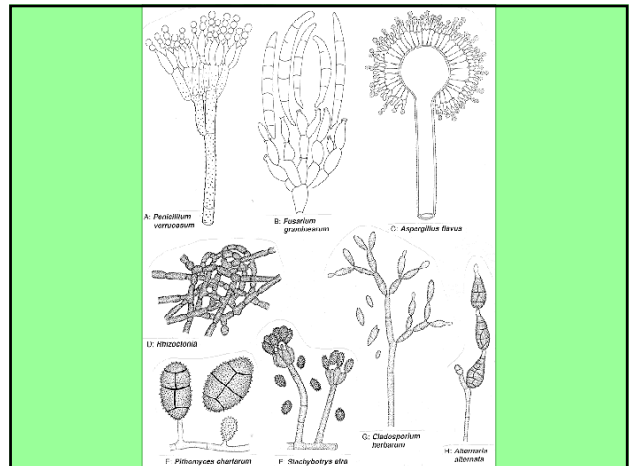 A: Penicillium
verrucosum
B: Fusarium
graminearum
C: Aspergillus flavus
D: Rhizoctonia
E: Pithomyces chartarum
F: Stachybotrys atra
G: Cladosporium
herbarum
H: Alternaria
alternata